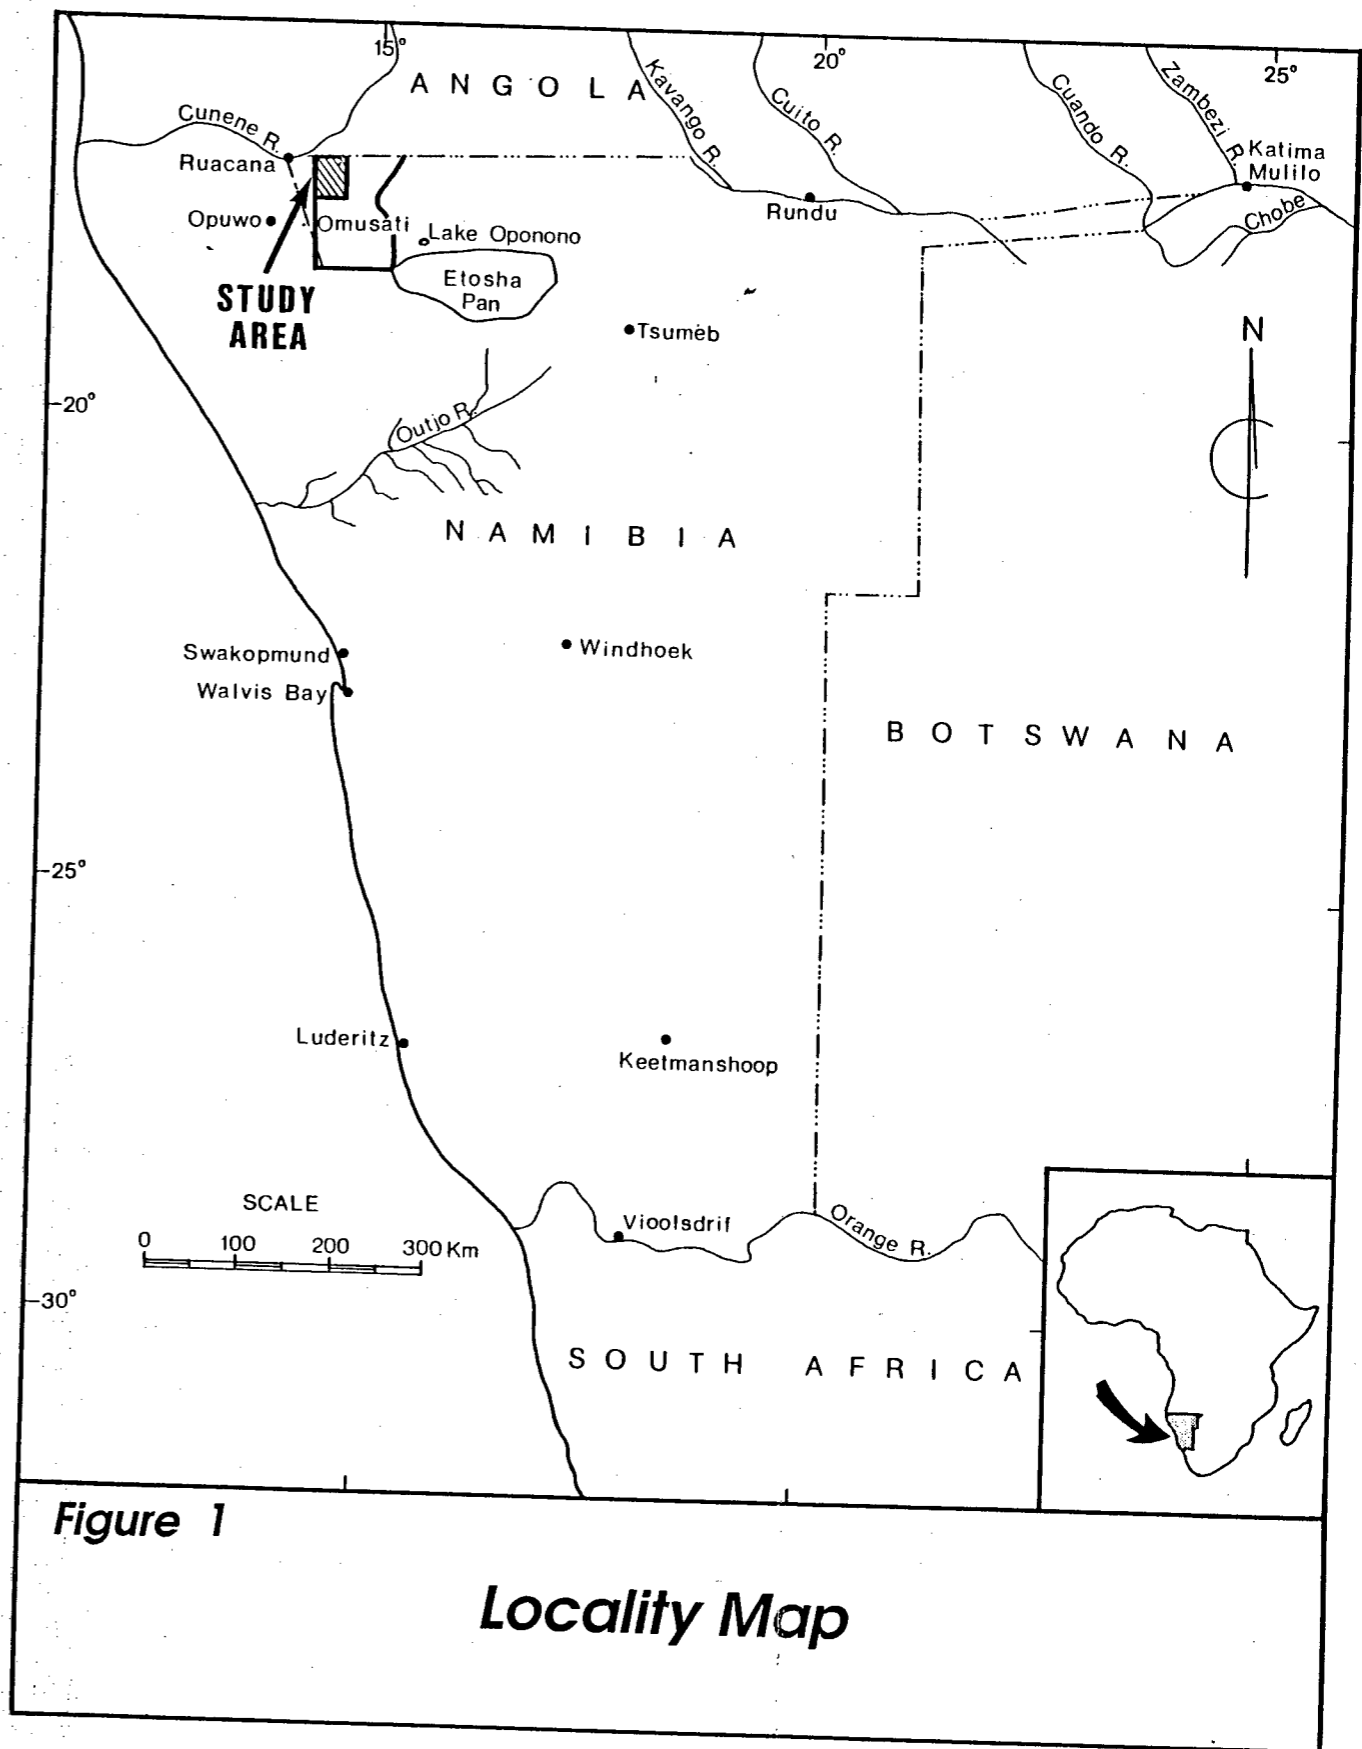 15°
20°
25°
ANGOLA
Kavango R.
Cuito R.
Cuando R.
Zambezi R.
Cunene R.
Ruacana
Katima
Mulilo
Opuwo
Omusati
Lake Oponono
Rundu
Chobe
Etosha
Pan
STUDY
AREA
Tsumeb
N
20°
Outjo R.
NAMIBIA
Swakopmund
Windhoek
Walvis Bay
BOTSWANA
25°
Luderitz
Keetmanshoop
SCALE
0 100 200 300 Km
Vioolsdrif
Orange R.
30°
SOUTH AFRICA
Figure 1
Locality Map